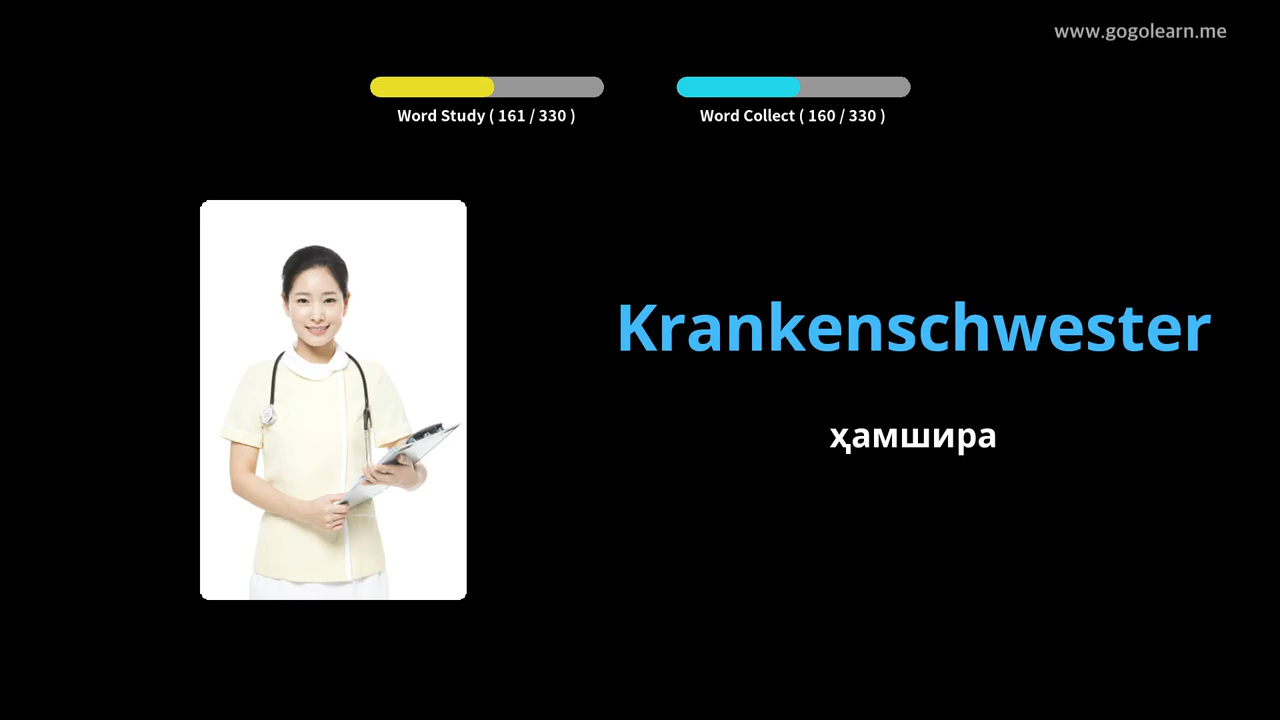 www.gogolearn.me
Word Study ( 161 / 330 )
Word Collect ( 160 / 330 )
Krankenschwester
ҳамшира